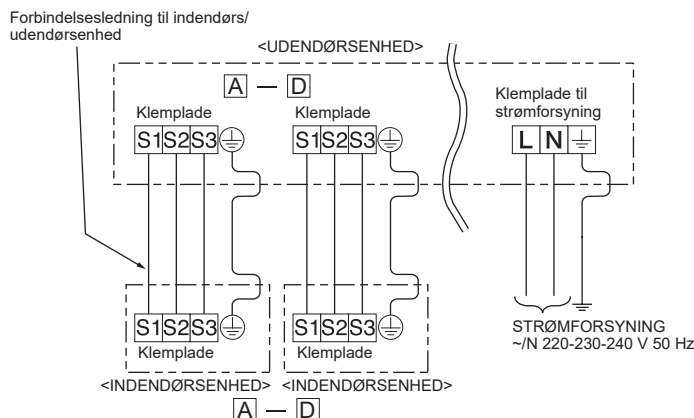 Forbindelsesledning til indendørs/
udendørsenhed
<UDENDØRSENHED>
A — D
Klemplade
S1 S2 S3
Klemplade
S1 S2 S3
Klemplade til
strømforsyning
L N
S1 S2 S3
Klemplade
S1 S2 S3
Klemplade
<INDENDØRSENHED>
<INDENDØRSENHED>
A — D
STRØMFORSYNING
~/N 220-230-240 V 50 Hz